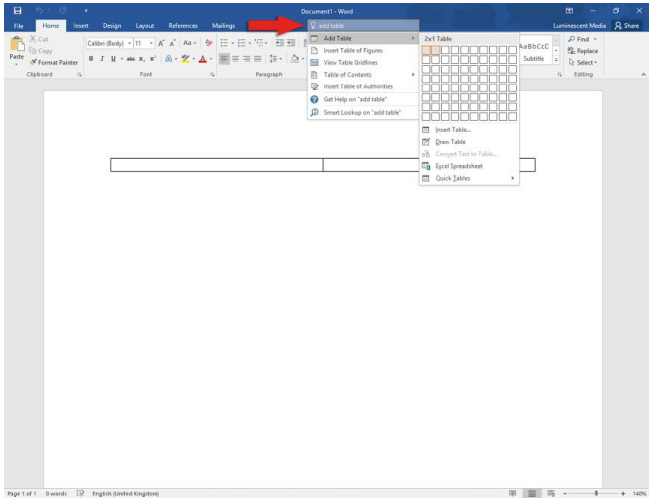 Document1 - Word
File Home Insert Design Layout References Mailings add table Luminescent Media Share
Cut
Copy
Format Painter
Paste
Calibri (Body) 11
B I U abc x₂ x²
AaBbCcC
Subtitle
Find
Replace
Select
Clipboard Font Paragraph Editing
Add Table
Insert Table of Figures
View Table Gridlines
Table of Contents
Insert Table of Authorities
Get Help on "add table"
Smart Lookup on "add table"
2x1 Table
Insert Table...
Draw Table
Convert Text to Table...
Excel Spreadsheet
Quick Tables
Page 1 of 1 0 words English (United Kingdom) 140%